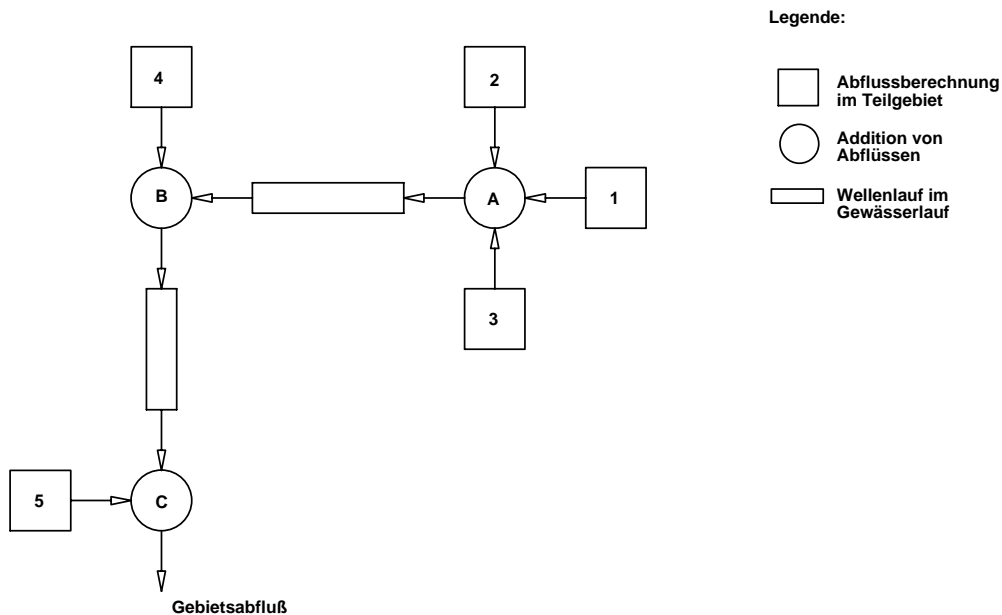 Legende:
4
2
Abflussberechnung
im Teilgebiet
Addition von
Abflüssen
B
A
1
Wellenlauf im
Gewässerlauf
3
5
C
Gebietsabfluß